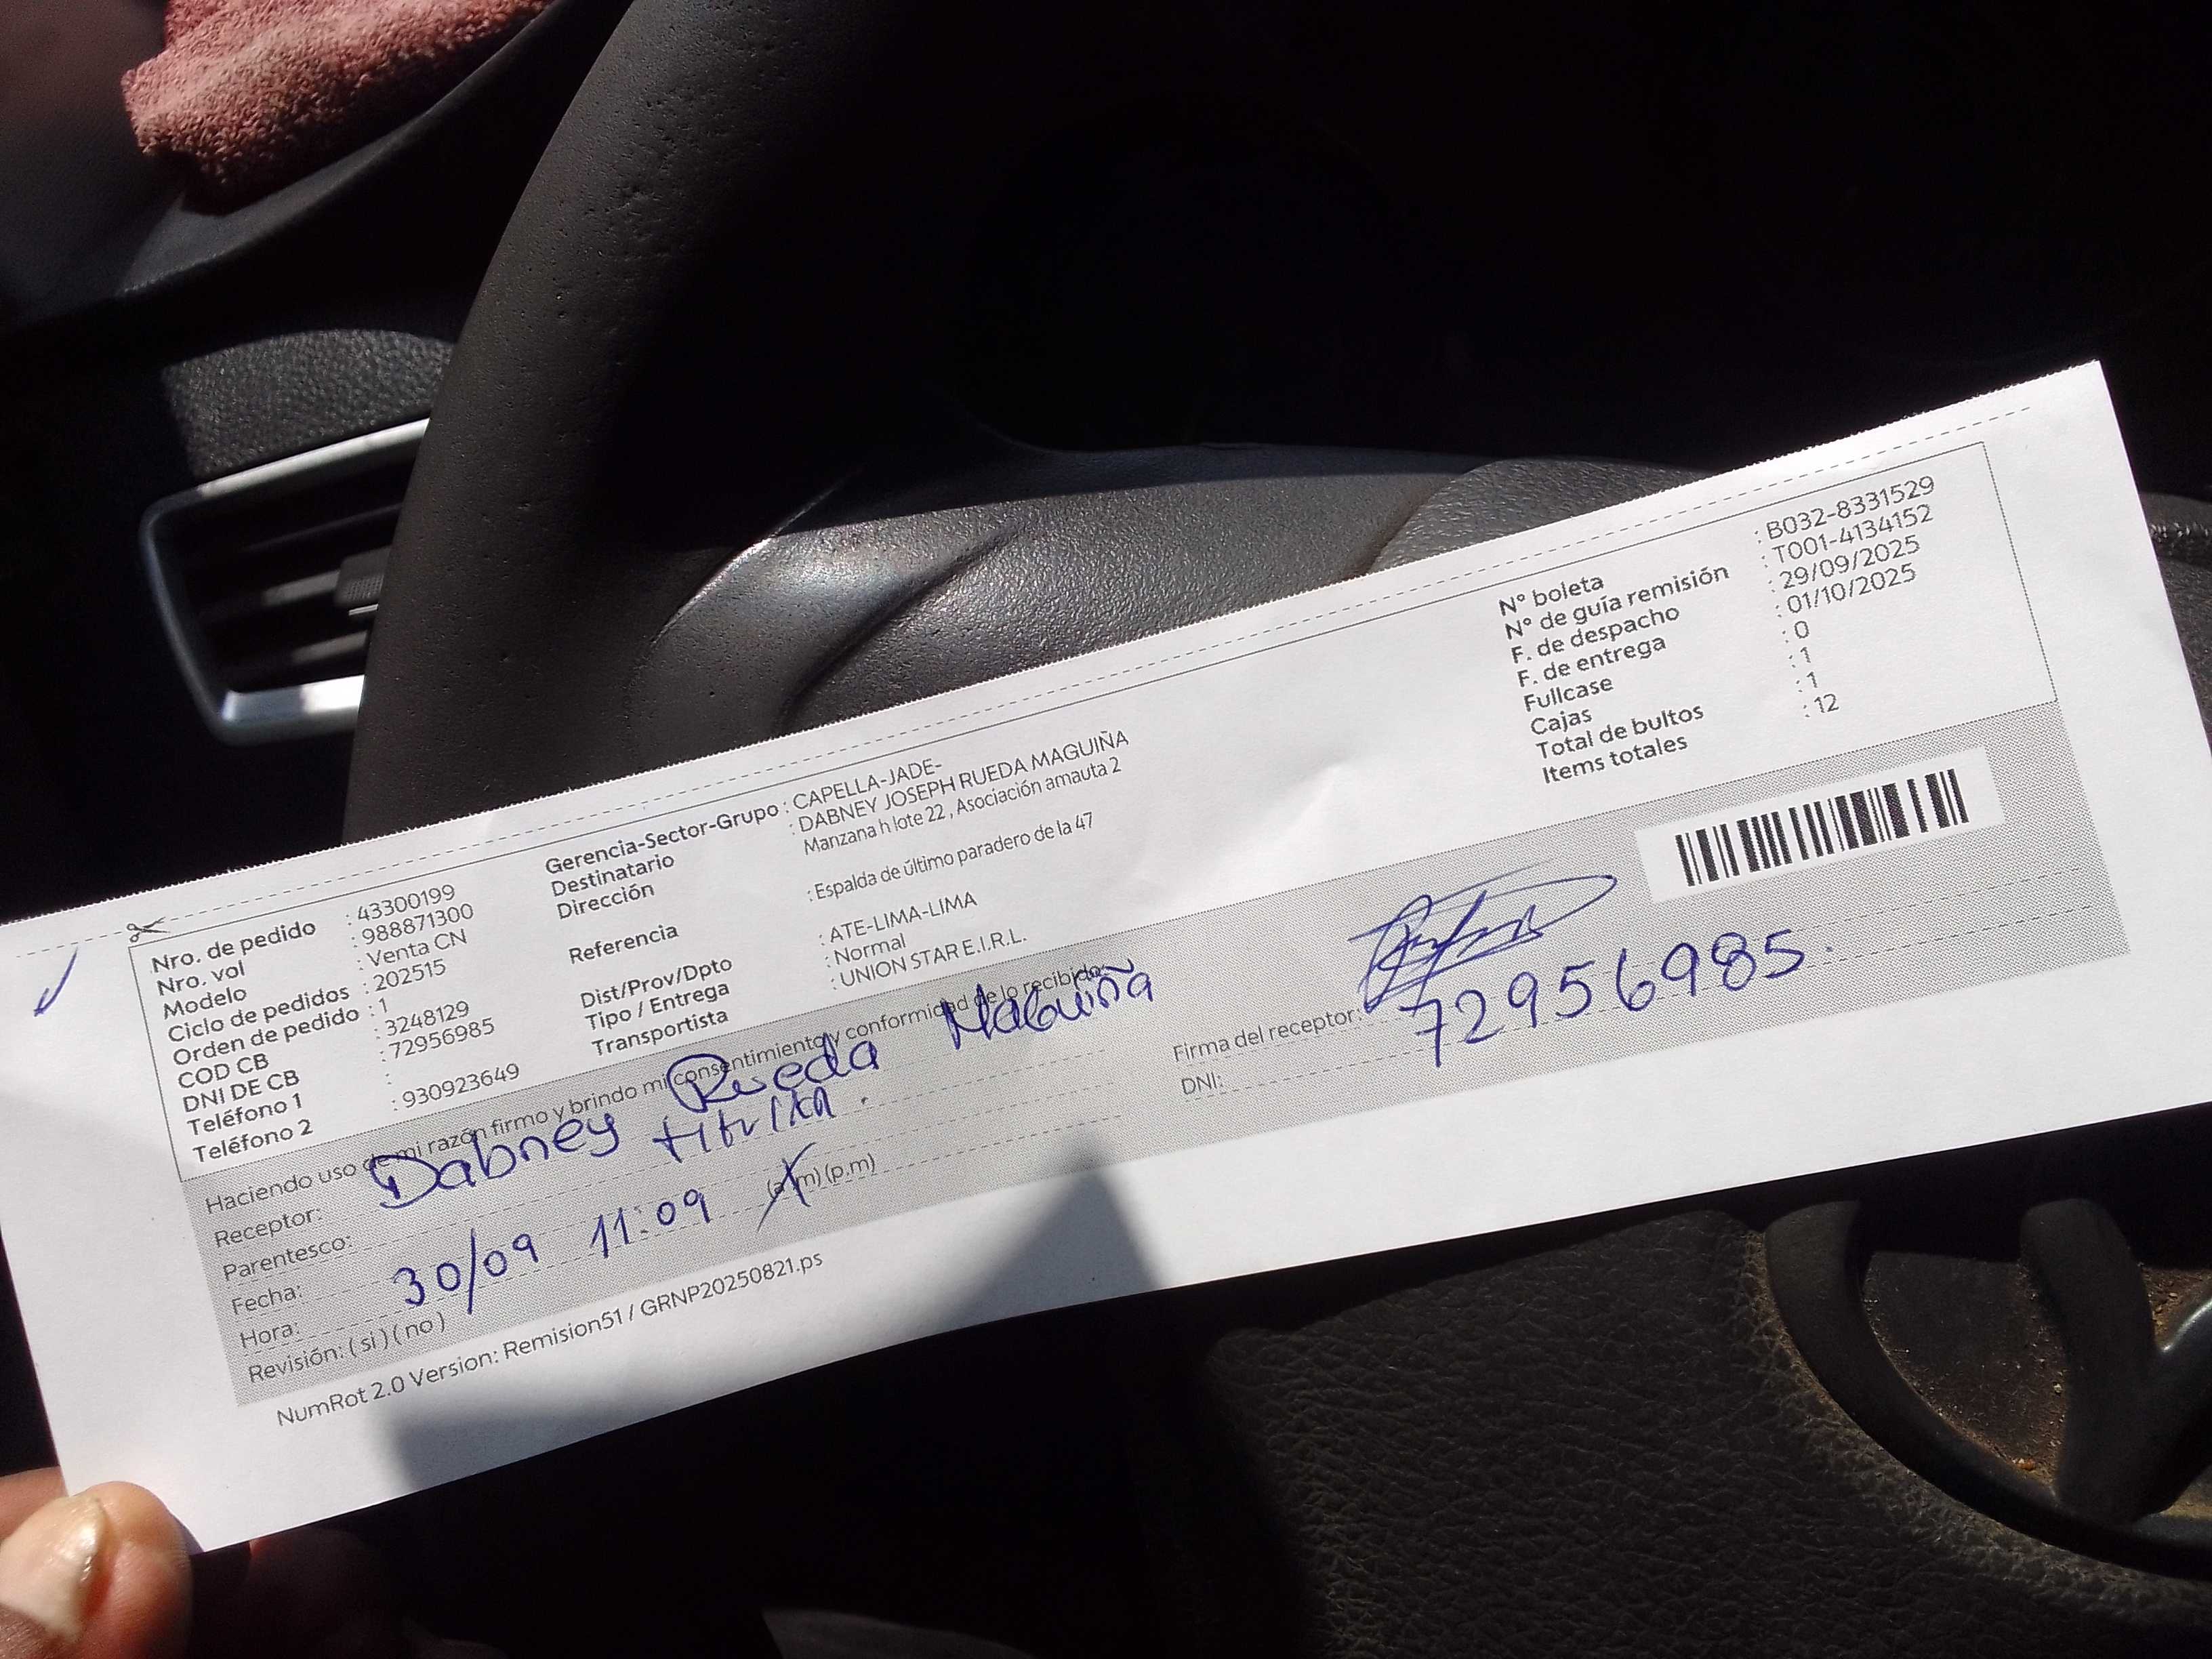 Nro. de pedido : 43300199
Nro. vol : 988871300
Modelo : Venta CN
Ciclo de pedidos : 202515
Orden de pedido : 1
COD CB : 3248129
DNI DE CB : 72956985
Teléfono 1 :
Teléfono 2 : 930923649
Gerencia-Sector-Grupo : CAPELLA-JADE-
Destinatario : DABNEY JOSEPH RUEDA MAGUIÑA
Dirección Manzana h lote 22 , Asociación amauta 2
Referencia : Espalda de último paradero de la 47
Dist/Prov/Dpto : ATE-LIMA-LIMA
Tipo / Entrega : Normal
Transportista : UNION STAR E.I.R.L.
N° boleta : B032-8331529
N° de guía remisión : T001-4134152
F. de despacho : 29/09/2025
F. de entrega : 01/10/2025
Fullcase : 0
Cajas : 1
Total de bultos : 1
Items totales : 12
Haciendo uso de mi razón firmo y brindo mi consentimiento y conformidad de lo recibido:
Receptor: Dabney Rueda Maguiña
Parentesco: titular.
Fecha: 30/09
Hora: 11:09 (a.m) (p.m)
Revisión: ( si ) ( no )
Firma del receptor:
DNI: 72956985.
NumRot 2.0 Version: Remision51 / GRNP20250821.ps